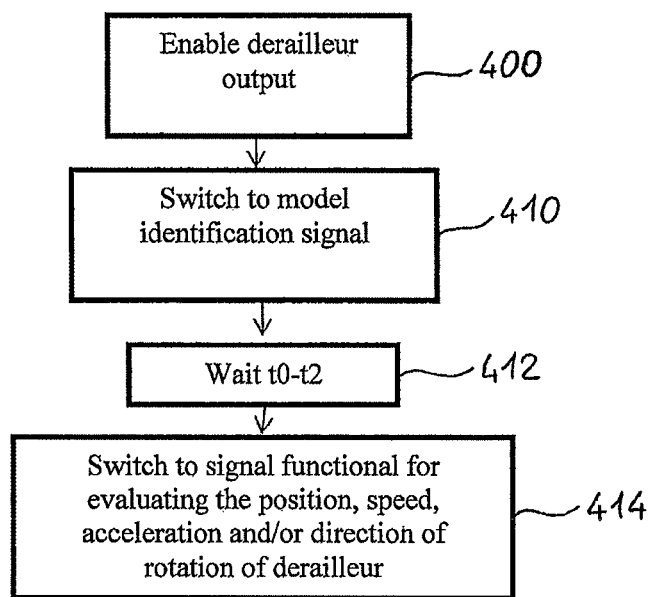 Enable derailleur
output
400
Switch to model
identification signal
410
Wait t0-t2
412
Switch to signal functional for
evaluating the position, speed,
acceleration and/or direction of
rotation of derailleur
414